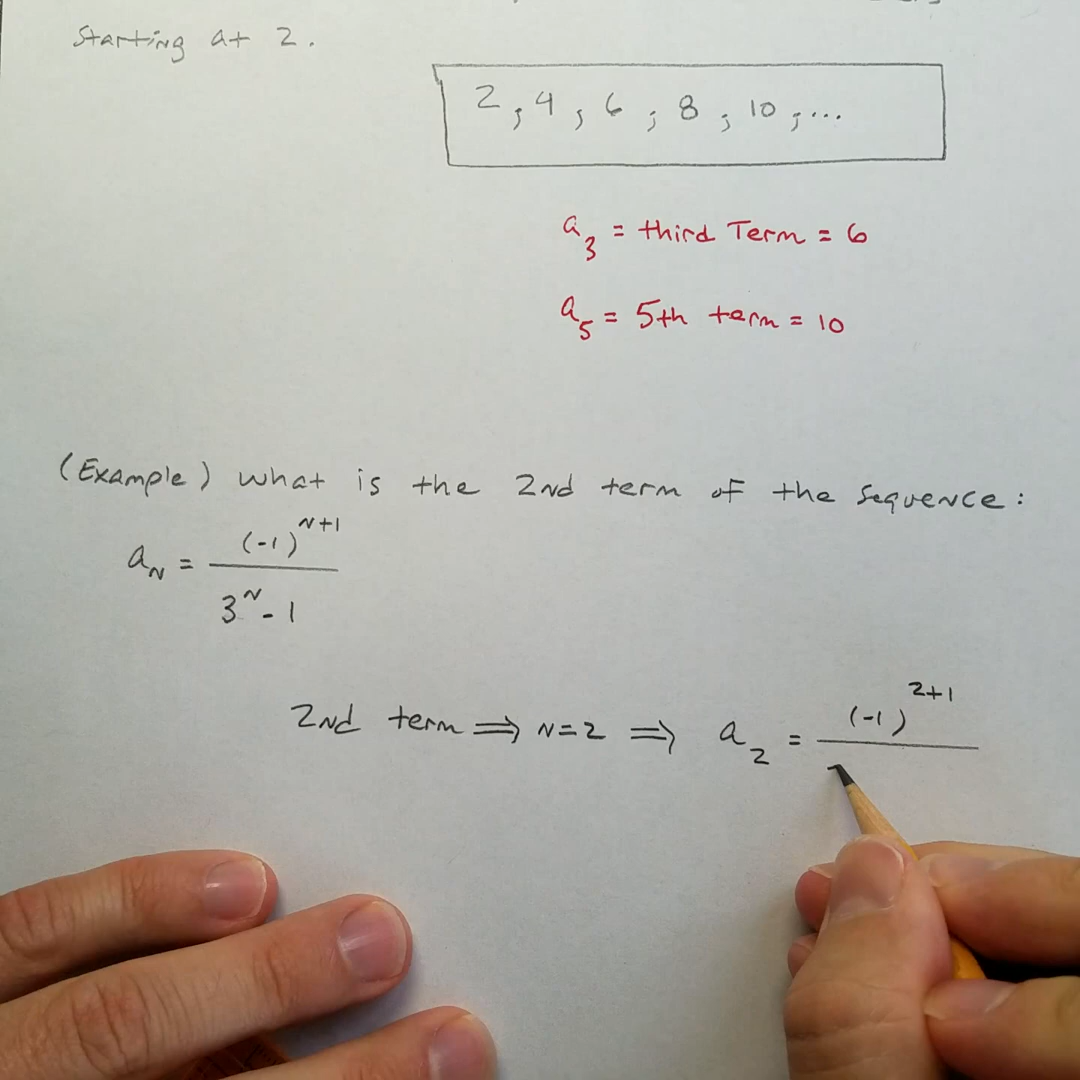 Starting at 2.
2, 4, 6, 8, 10, ...
a₃ = third Term = 6
a₅ = 5th term = 10
(Example) what is the 2nd term of the sequence:
a_N = (-1)^(N+1) / (3^N - 1)
2nd term ⟹ N=2 ⟹ a₂ = (-1)^(2+1)